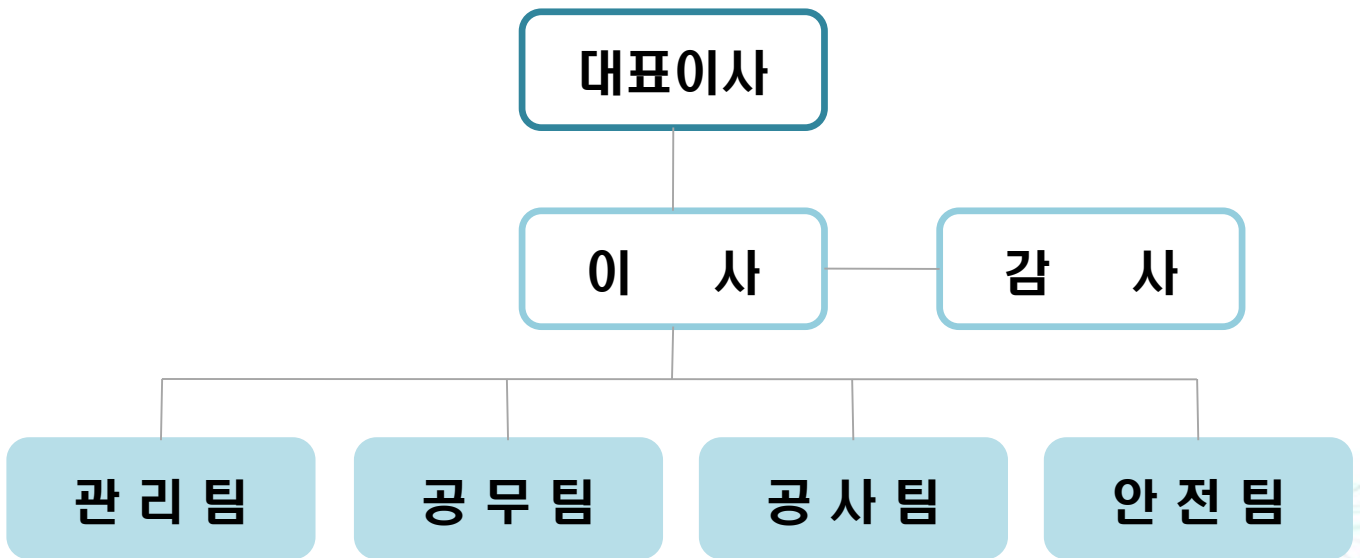 대표이사
이 사
감 사
관 리 팀
공 무 팀
공 사 팀
안 전 팀